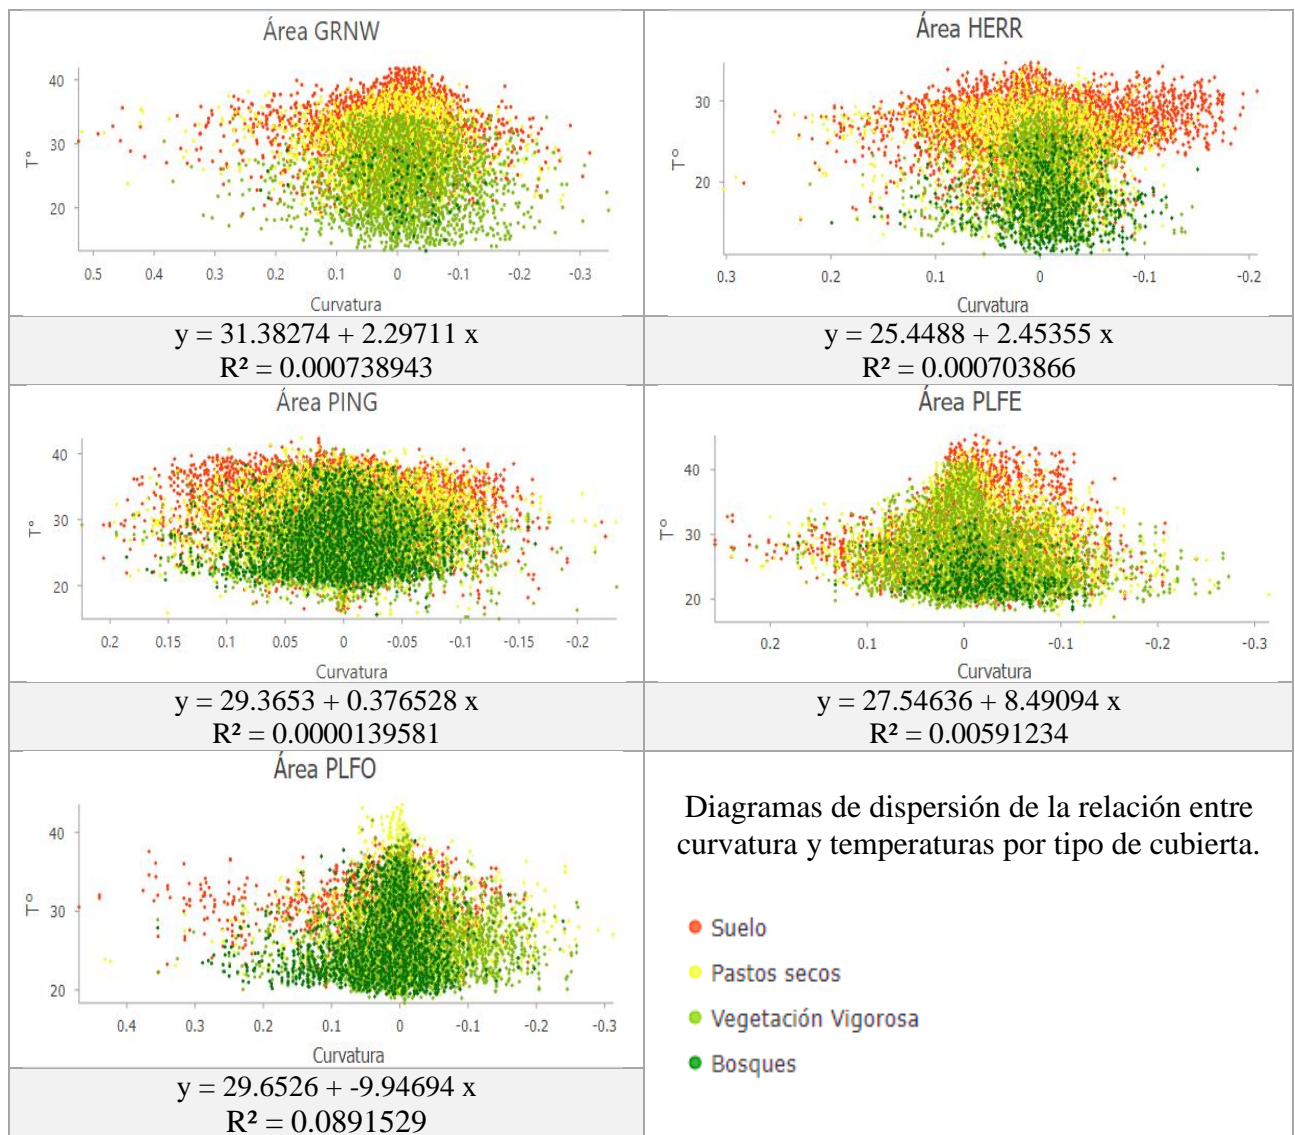 Área GRNW
40
30
20
T°
0.5 0.4 0.3 0.2 0.1 0 -0.1 -0.2 -0.3
Curvatura
y = 31.38274 + 2.29711 x
R² = 0.000738943
Área HERR
30
20
T°
0.3 0.2 0.1 0 -0.1 -0.2
Curvatura
y = 25.4488 + 2.45355 x
R² = 0.000703866
Área PING
40
30
20
T°
0.2 0.15 0.1 0.05 0 -0.05 -0.1 -0.15 -0.2
Curvatura
y = 29.3653 + 0.376528 x
R² = 0.0000139581
Área PLFE
40
30
20
T°
0.2 0.1 0 -0.1 -0.2 -0.3
Curvatura
y = 27.54636 + 8.49094 x
R² = 0.00591234
Área PLFO
40
30
20
T°
0.4 0.3 0.2 0.1 0 -0.1 -0.2 -0.3
Curvatura
y = 29.6526 + -9.94694 x
R² = 0.0891529
Diagramas de dispersión de la relación entre
curvatura y temperaturas por tipo de cubierta.
Suelo
Pastos secos
Vegetación Vigorosa
Bosques